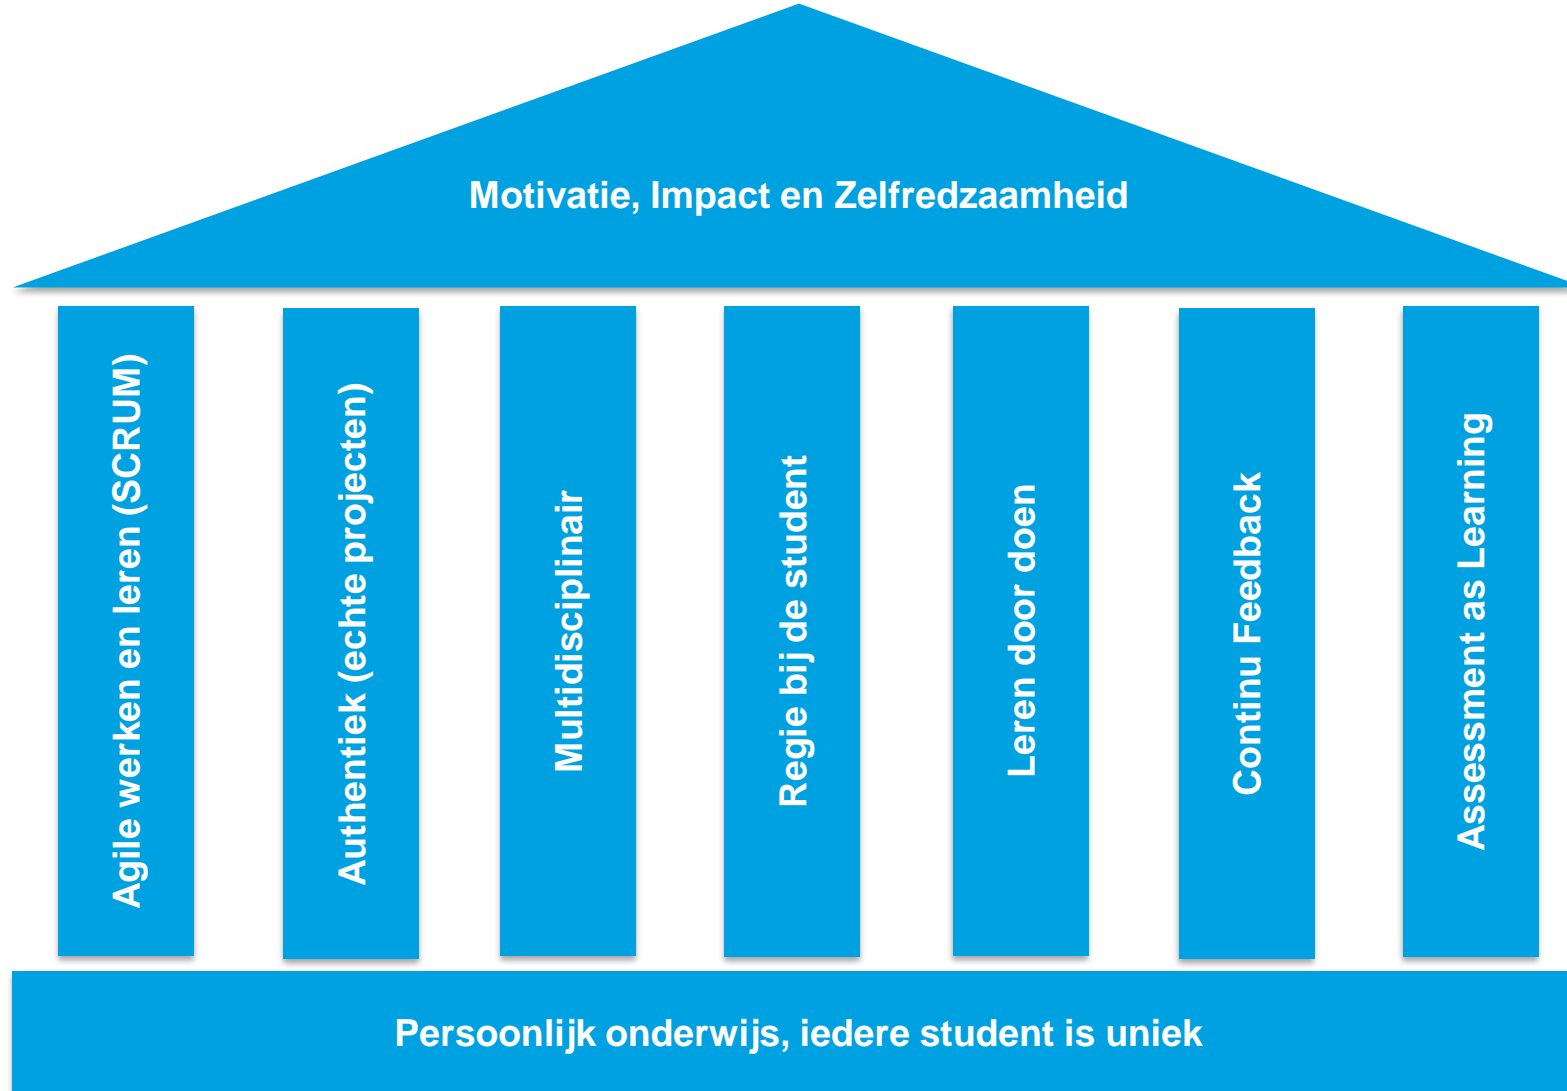 Motivatie, Impact en Zelfredzaamheid
Agile werken en leren (SCRUM)
Authentiek (echte projecten)
Multidisciplinair
Regie bij de student
Leren door doen
Continu Feedback
Assessment as Learning
Persoonlijk onderwijs, iedere student is uniek